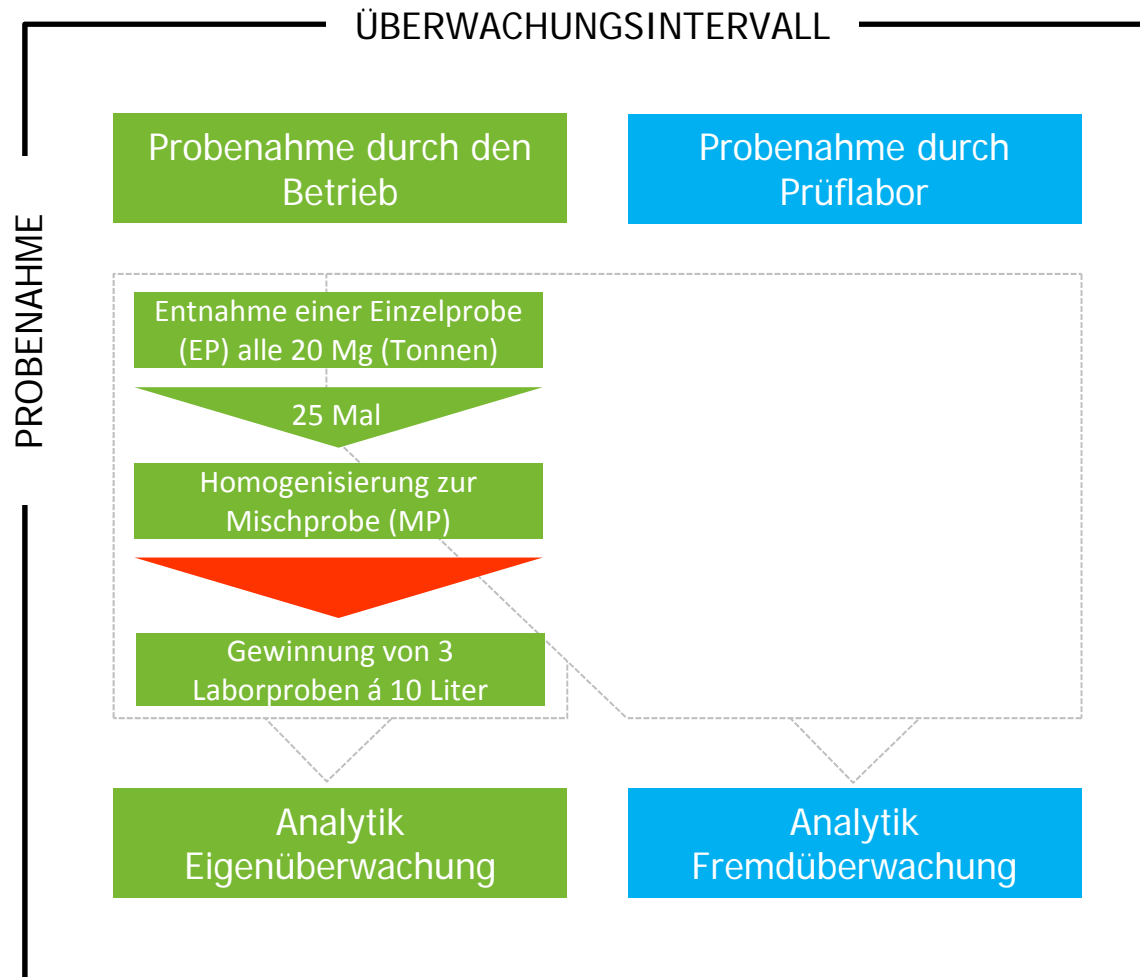 ÜBERWACHUNGSINTERVALL
PROBENAHME
Probenahme durch den
Betrieb
Probenahme durch
Prüflabor
Entnahme einer Einzelprobe
(EP) alle 20 Mg (Tonnen)
25 Mal
Homogenisierung zur
Mischprobe (MP)
Gewinnung von 3
Laborproben á 10 Liter
Analytik
Eigenüberwachung
Analytik
Fremdüberwachung